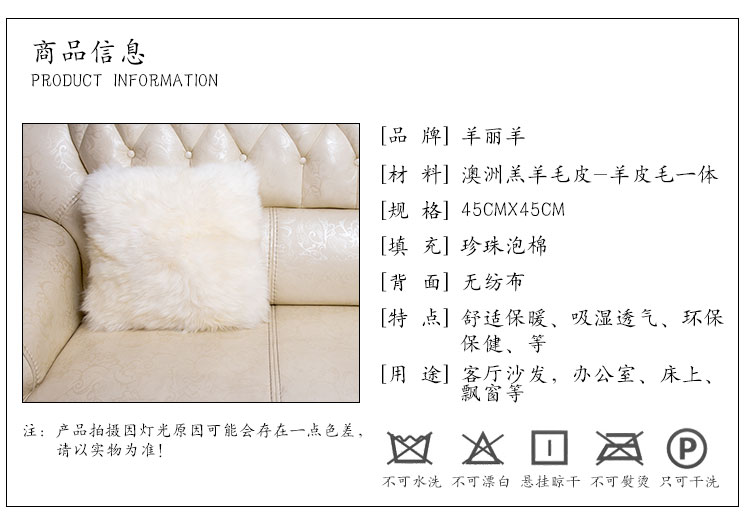 商品信息
PRODUCT INFORMATION
[品 牌] 羊丽羊
[材 料] 澳洲羔羊毛皮-羊皮毛一体
[规 格] 45CMX45CM
[填 充] 珍珠泡棉
[背 面] 无纺布
[特 点] 舒适保暖、吸湿透气、环保
保健、等
[用 途] 客厅沙发，办公室、床上、
飘窗等
注：产品拍摄因灯光原因可能会存在一点色差，
请以实物为准！
P
不可水洗 不可漂白 悬挂晾干 不可熨烫 只可干洗